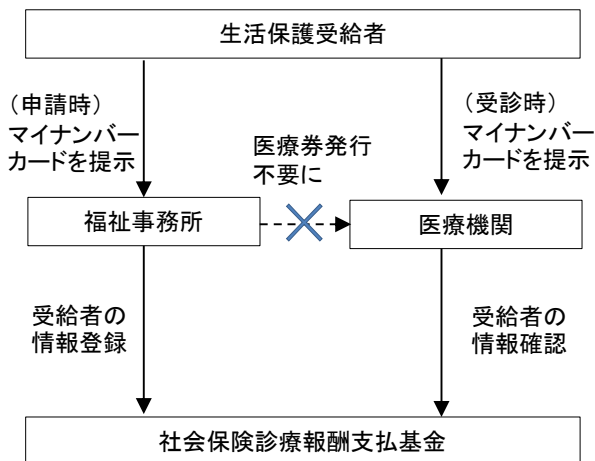 生活保護受給者
（申請時）
マイナンバー
カードを提示
（受診時）
マイナンバー
カードを提示
医療券発行
不要に
福祉事務所
医療機関
受給者の
情報登録
受給者の
情報確認
社会保険診療報酬支払基金